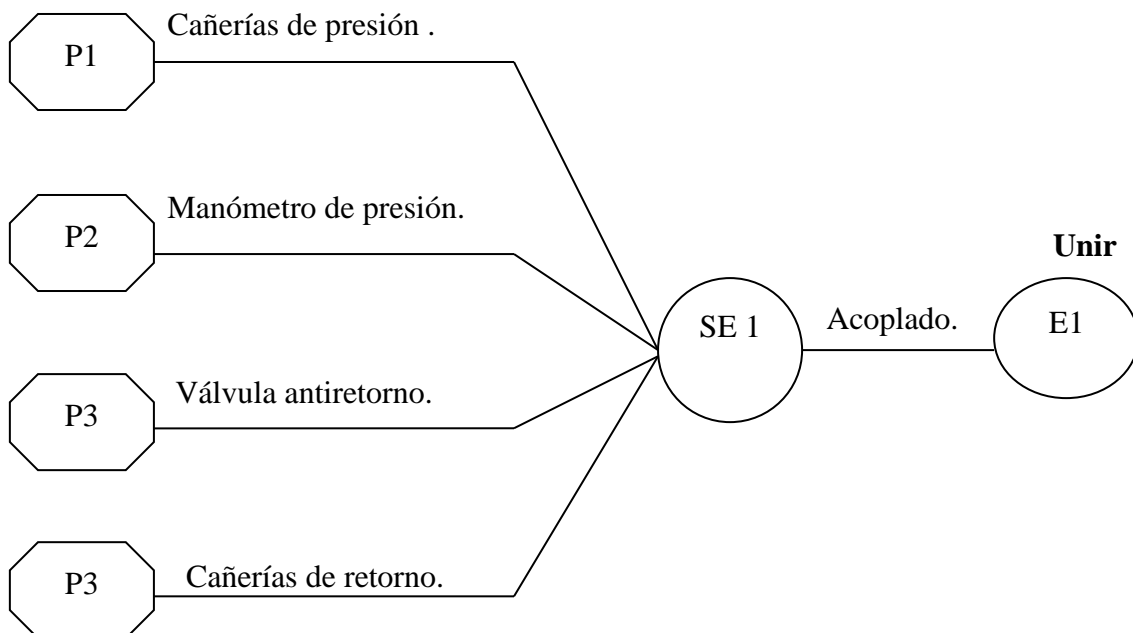 Cañerías de presión .
P1
Manómetro de presión.
P2
Unir
SE 1
Acoplado.
E1
Válvula antiretorno.
P3
Cañerías de retorno.
P3